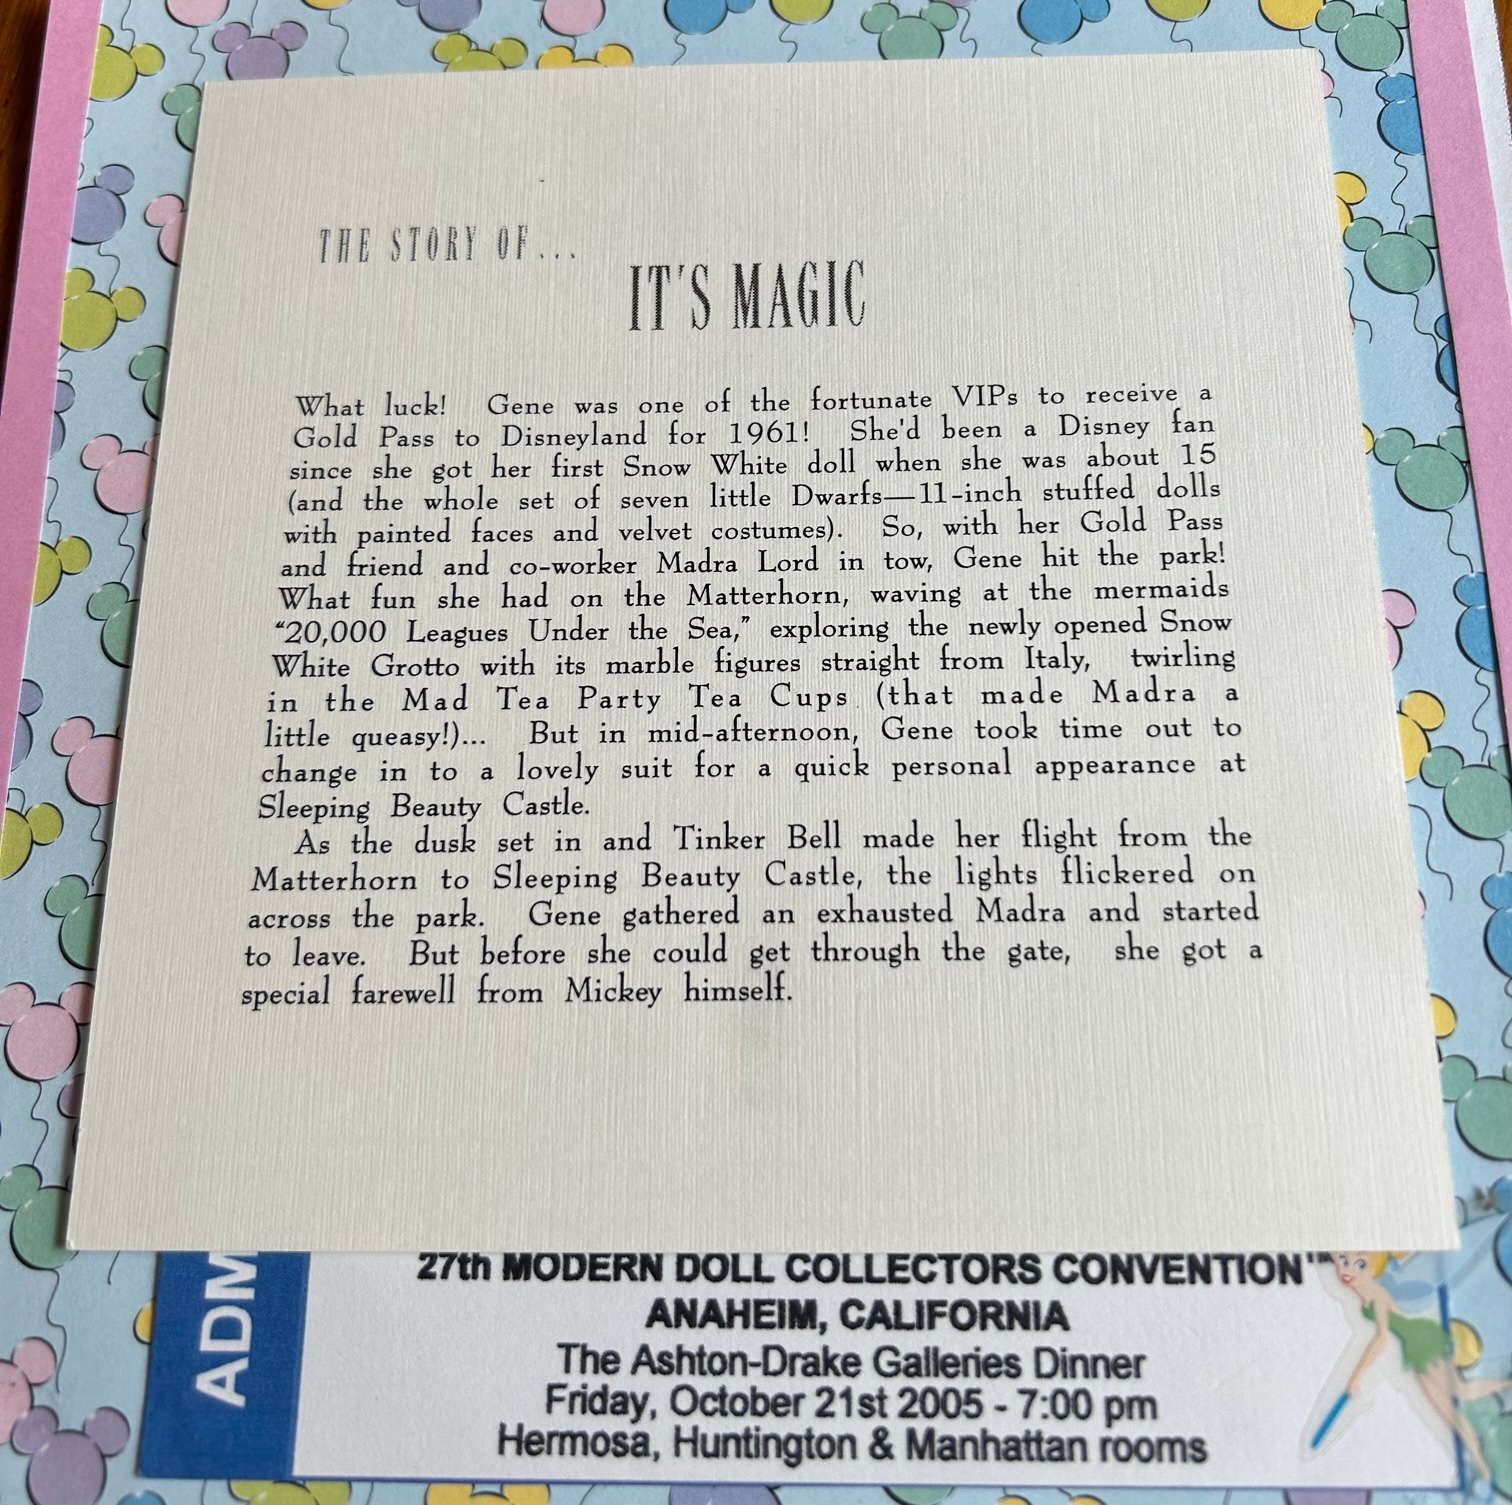 THE STORY OF...
IT'S MAGIC
What luck! Gene was one of the fortunate VIPs to receive a
Gold Pass to Disneyland for 1961! She'd been a Disney fan
since she got her first Snow White doll when she was about 15
(and the whole set of seven little Dwarfs—11-inch stuffed dolls
with painted faces and velvet costumes). So, with her Gold Pass
and friend and co-worker Madra Lord in tow, Gene hit the park!
What fun she had on the Matterhorn, waving at the mermaids
“20,000 Leagues Under the Sea,” exploring the newly opened Snow
White Grotto with its marble figures straight from Italy, twirling
in the Mad Tea Party Tea Cups (that made Madra a
little queasy!)... But in mid-afternoon, Gene took time out to
change in to a lovely suit for a quick personal appearance at
Sleeping Beauty Castle.
As the dusk set in and Tinker Bell made her flight from the
Matterhorn to Sleeping Beauty Castle, the lights flickered on
across the park. Gene gathered an exhausted Madra and started
to leave. But before she could get through the gate, she got a
special farewell from Mickey himself.
ADM
27th MODERN DOLL COLLECTORS CONVENTION™
ANAHEIM, CALIFORNIA
The Ashton-Drake Galleries Dinner
Friday, October 21st 2005 - 7:00 pm
Hermosa, Huntington & Manhattan rooms